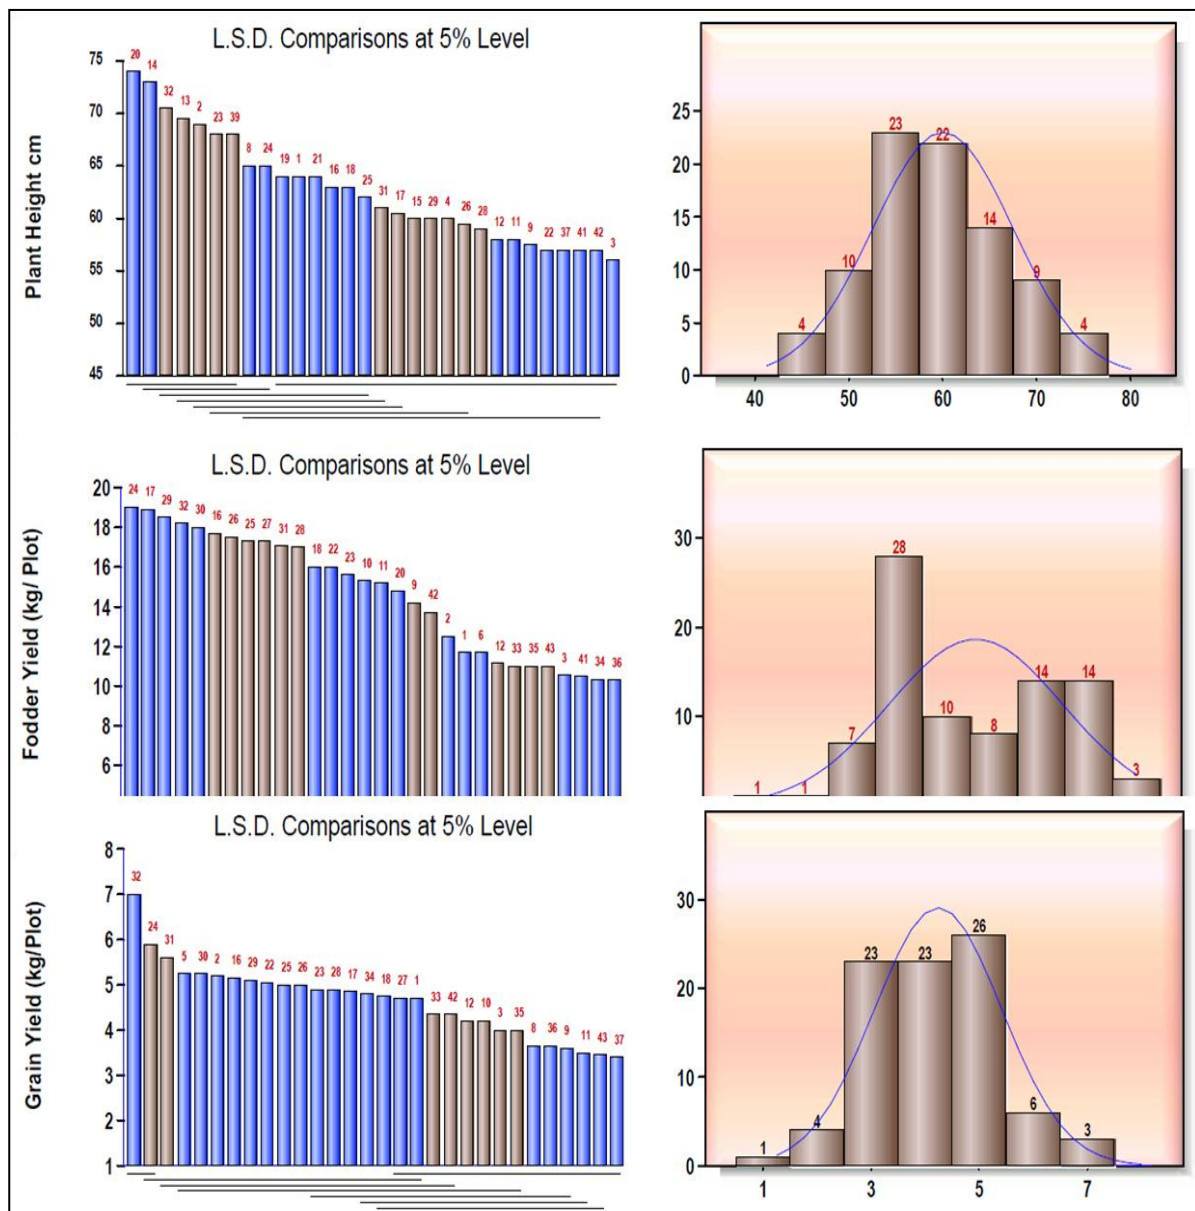 L.S.D. Comparisons at 5% Level
Plant Height cm
75
70
65
60
55
50
45
20 14 32 13 2 23 39 8 24 19 1 21 16 18 25 31 17 15 29 4 26 28 12 11 9 22 37 41 42 3
25
20
15
10
5
0
4 10 23 22 14 9 4
40 50 60 70 80
L.S.D. Comparisons at 5% Level
Fodder Yield (kg/ Plot)
20
18
16
14
12
10
8
6
24 17 29 32 30 16 26 25 27 31 28 18 22 23 10 11 20 9 42 2 1 6 12 33 35 43 3 41 34 36
30
20
10
1 1 7 28 10 8 14 14 3
L.S.D. Comparisons at 5% Level
Grain Yield (kg/Plot)
8
7
6
5
4
3
2
1
32 24 31 5 30 2 16 29 22 25 26 23 28 17 34 18 27 1 33 42 12 10 3 35 8 36 9 11 43 37
30
20
10
0
1 4 23 23 26 6 3
1 3 5 7